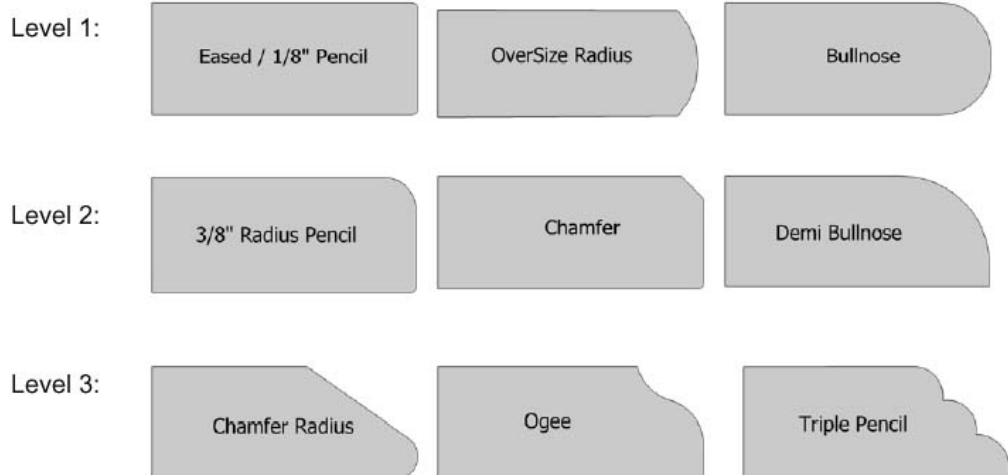 Level 1:
Eased / 1/8" Pencil
OverSize Radius
Bullnose
Level 2:
3/8" Radius Pencil
Chamfer
Demi Bullnose
Level 3:
Chamfer Radius
Ogee
Triple Pencil